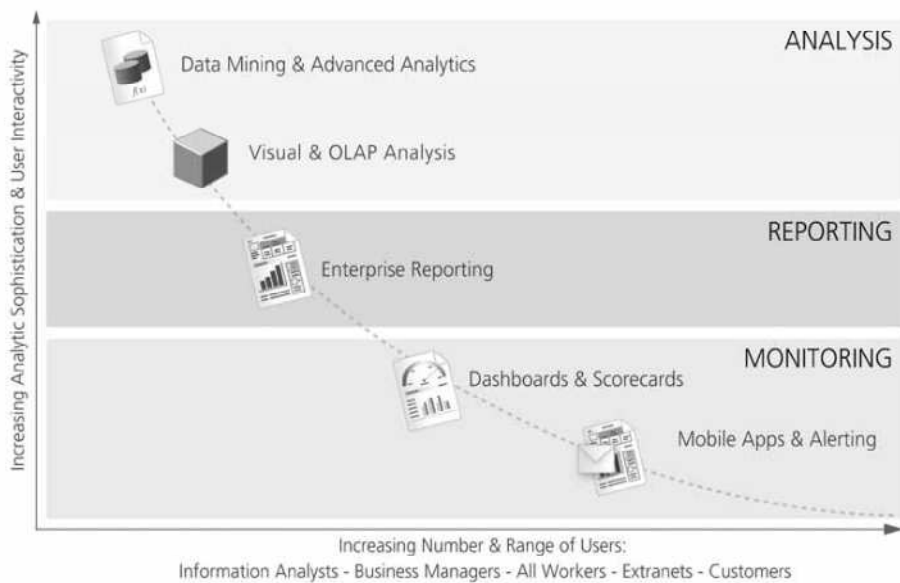 ANALYSIS
Data Mining & Advanced Analytics
f(x)
Visual & OLAP Analysis
REPORTING
Enterprise Reporting
MONITORING
Dashboards & Scorecards
Mobile Apps & Alerting
Increasing Analytic Sophistication & User Interactivity
Increasing Number & Range of Users:
Information Analysts - Business Managers - All Workers - Extranets - Customers